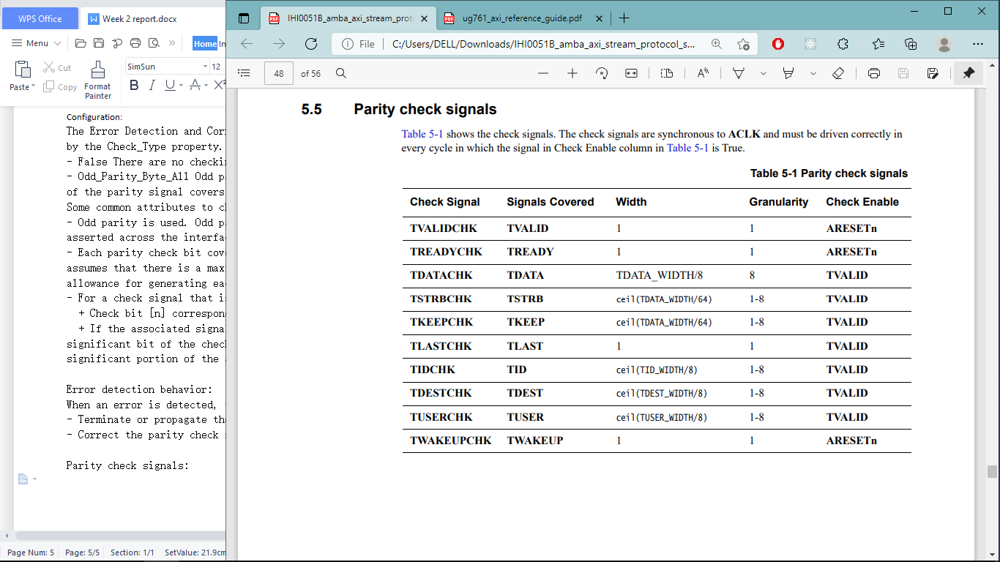 WPS Office
Week 2 report.docx
Menu
Home
Paste
Cut
Copy
Format
Painter
SimSun
12
B I U A
Configuration:
The Error Detection and
by the Check_Type property.
- False There are no
- Odd_Parity_Byte_All Odd
of the parity signal covers
Some common attributes to
- Odd parity is used. Odd
asserted across the
- Each parity check bit
assumes that there is a
allowance for generating
- For a check signal that
+ Check bit [n]
+ If the associated
significant bit of the
significant portion of the
Error detection behavior:
When an error is detected,
- Terminate or propagate
- Correct the parity check
Parity check signals:
Page Num: 5 Page: 5/5 Section: 1/1 SetValue: 21.9cm
IHI0051B_amba_axi_stream_prot
ug761_axi_reference_guide.pdf
File C:/Users/DELL/Downloads/IHI0051B_amba_axi_stream_protocol_s...
48 of 56
5.5 Parity check signals
Table 5-1 shows the check signals. The check signals are synchronous to ACLK and must be driven correctly in
every cycle in which the signal in Check Enable column in Table 5-1 is True.
Table 5-1 Parity check signals
Check Signal Signals Covered Width Granularity Check Enable
TVALIDCHK TVALID 1 1 ARESETn
TREADYCHK TREADY 1 1 ARESETn
TDATACHK TDATA TDATA_WIDTH/8 8 TVALID
TSTRBCHK TSTRB ceil(TDATA_WIDTH/64) 1-8 TVALID
TKEEPCHK TKEEP ceil(TDATA_WIDTH/64) 1-8 TVALID
TLASTCHK TLAST 1 1 TVALID
TIDCHK TID ceil(TID_WIDTH/8) 1-8 TVALID
TDESTCHK TDEST ceil(TDEST_WIDTH/8) 1-8 TVALID
TUSERCHK TUSER ceil(TUSER_WIDTH/8) 1-8 TVALID
TWAKEUPCHK TWAKEUP 1 1 ARESETn